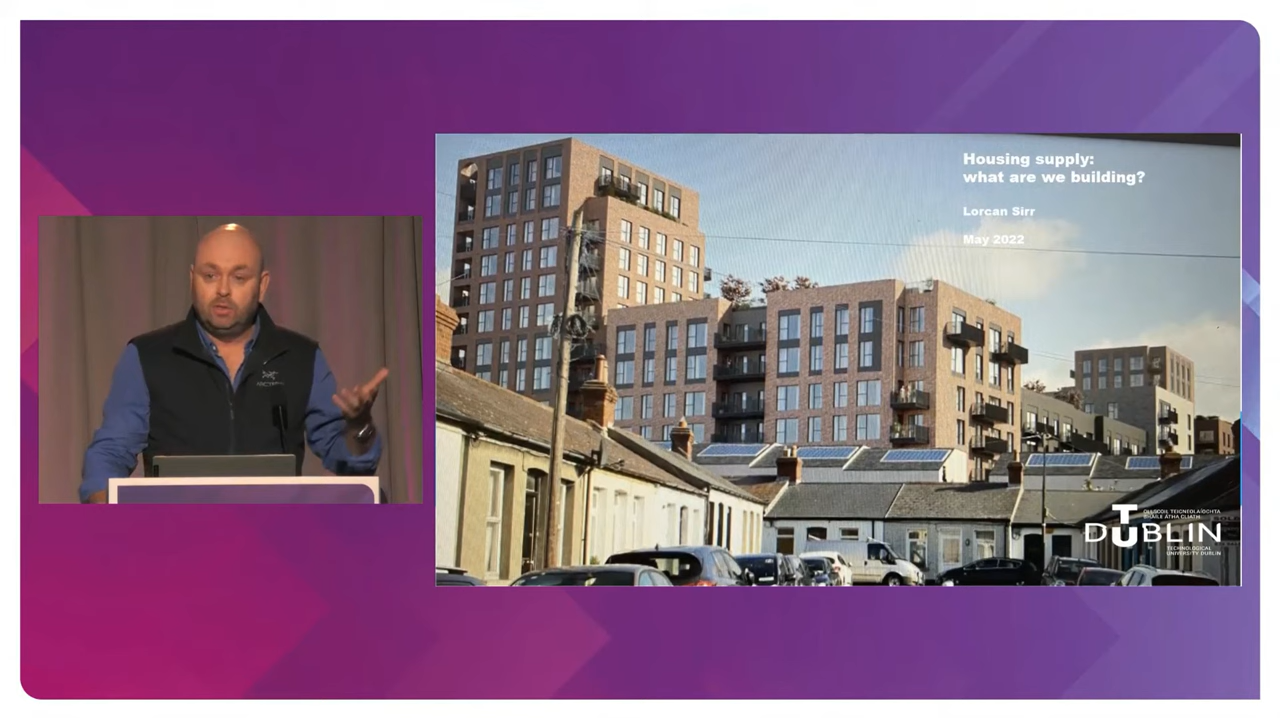 Housing supply:
what are we building?
Lorcan Sirr
May 2022
OLLSCOIL TEICNEOLAÍOCHTA
BHAILE ÁTHA CLIATH
TU
DUBLIN
TECHNOLOGICAL
UNIVERSITY DUBLIN